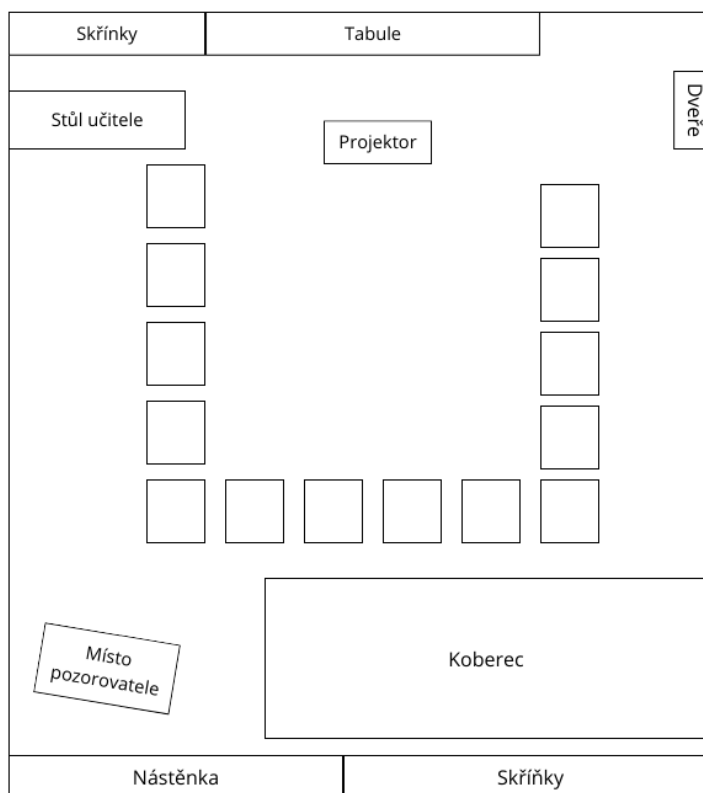 Skřínky
Tabule
Stůl učitele
Projektor
Dveře
Místo
pozorovatele
Koberec
Nástěnka
Skříňky